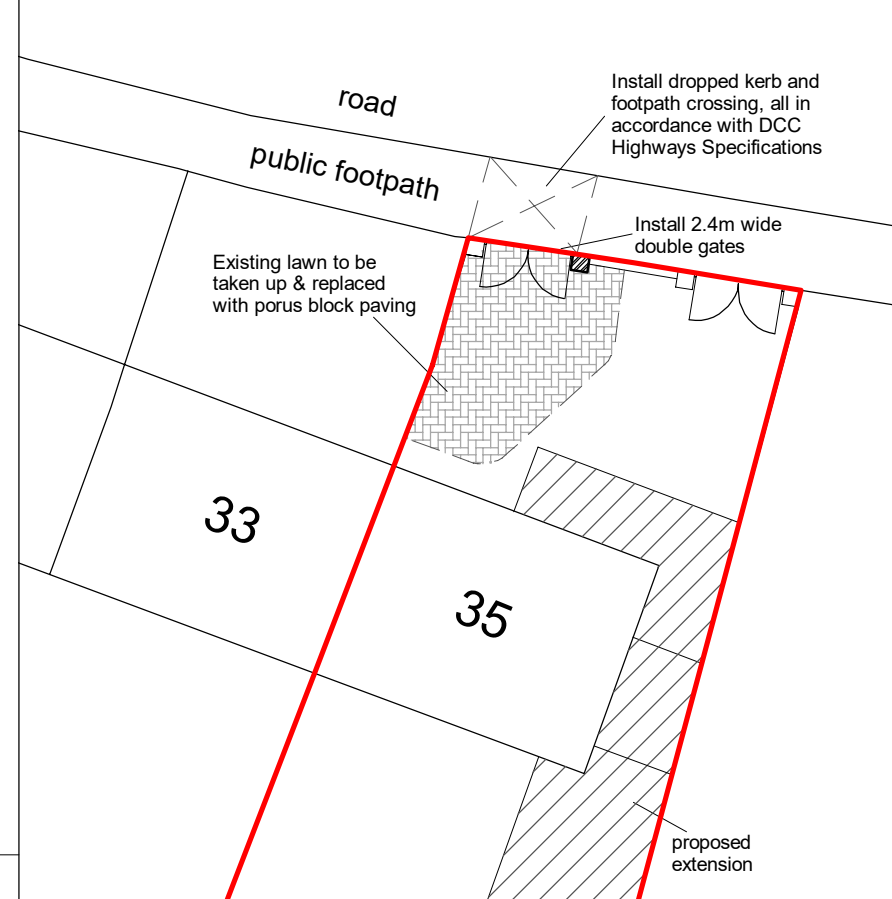 road
public footpath
Install dropped kerb and
footpath crossing, all in
accordance with DCC
Highways Specifications
Install 2.4m wide
double gates
Existing lawn to be
taken up & replaced
with porus block paving
33
35
proposed
extension